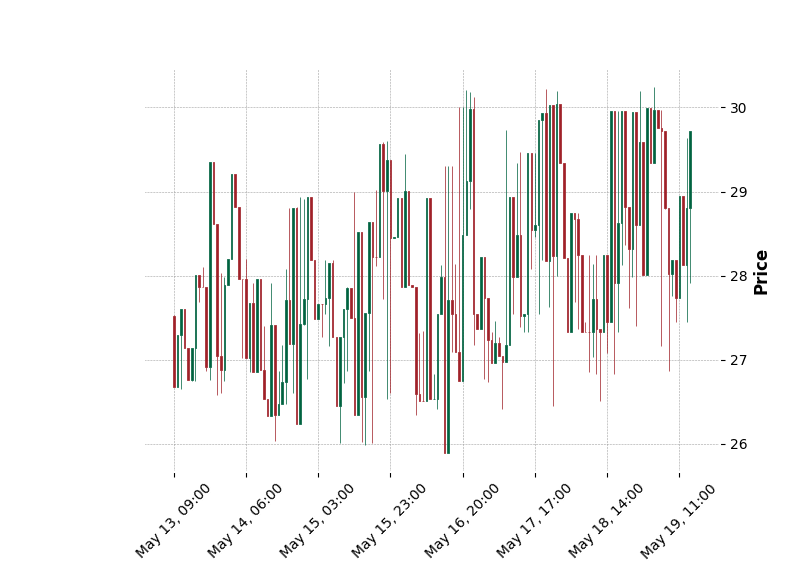 30
29
28
27
26
Price
May 13, 09:00
May 14, 06:00
May 15, 03:00
May 15, 23:00
May 16, 20:00
May 17, 17:00
May 18, 14:00
May 19, 11:00